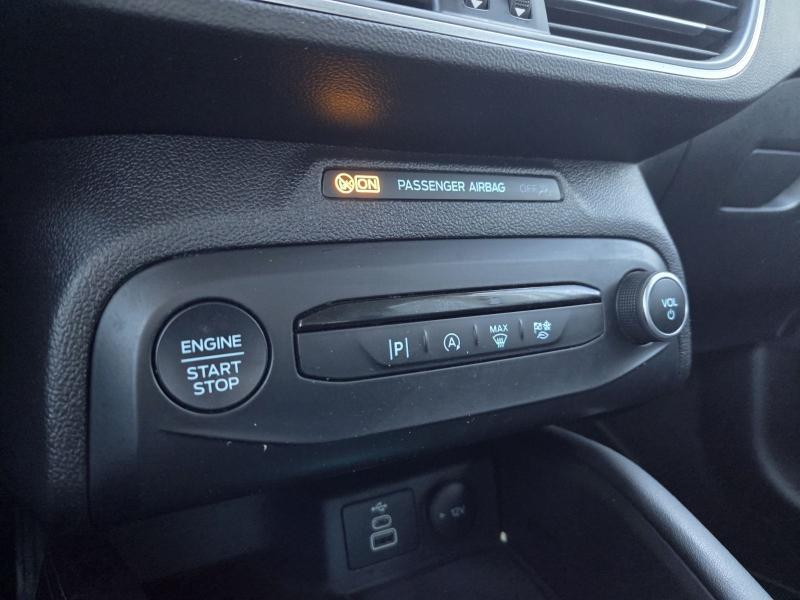 ON PASSENGER AIRBAG OFF
ENGINE
START
STOP
P
A
MAX
VOL
12V